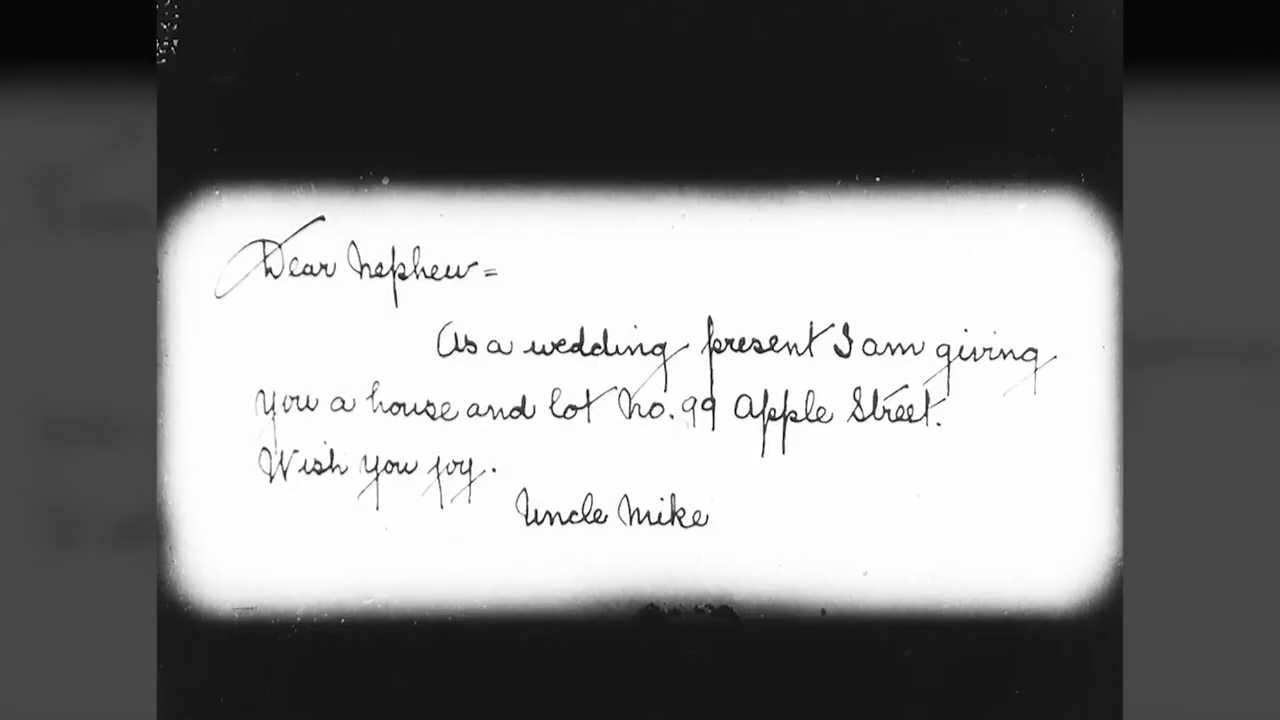 Dear Nephew =
As a wedding present I am giving
you a house and lot No. 99 Apple Street.
Wish you joy.
Uncle Mike